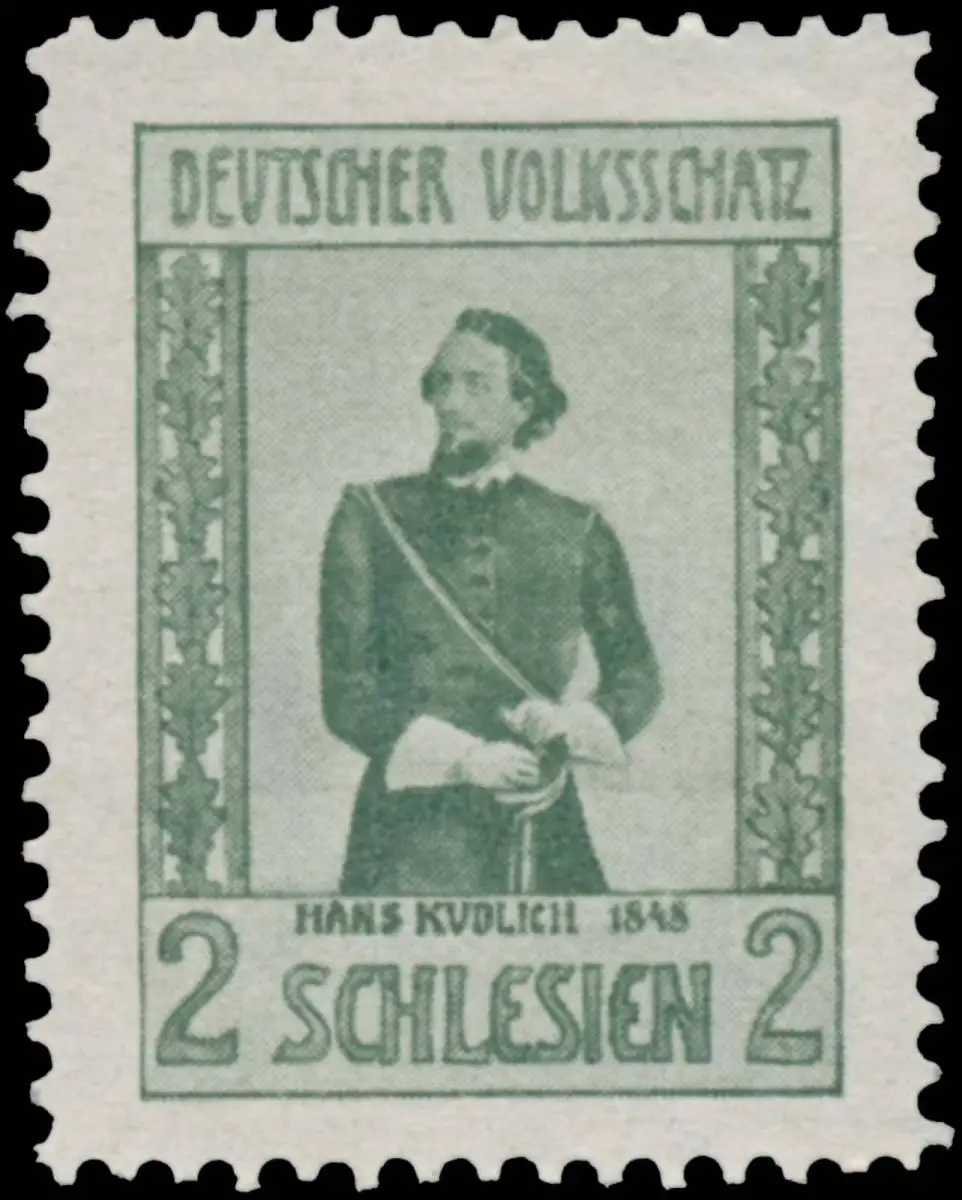 DEUTSCHER VOLKSSCHATZ
HANS KUDLICH 1848
2 SCHLESIEN 2